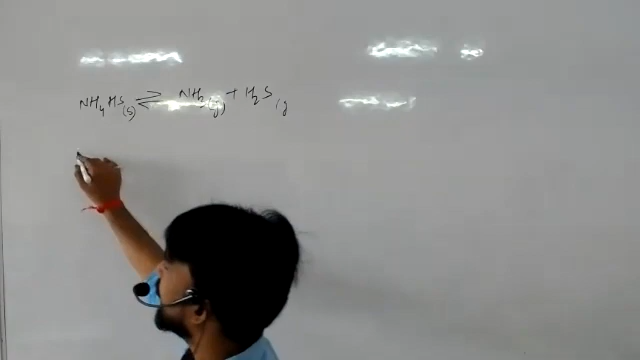 NH₄HS(s) ⇌ NH₃(g) + H₂S(g)